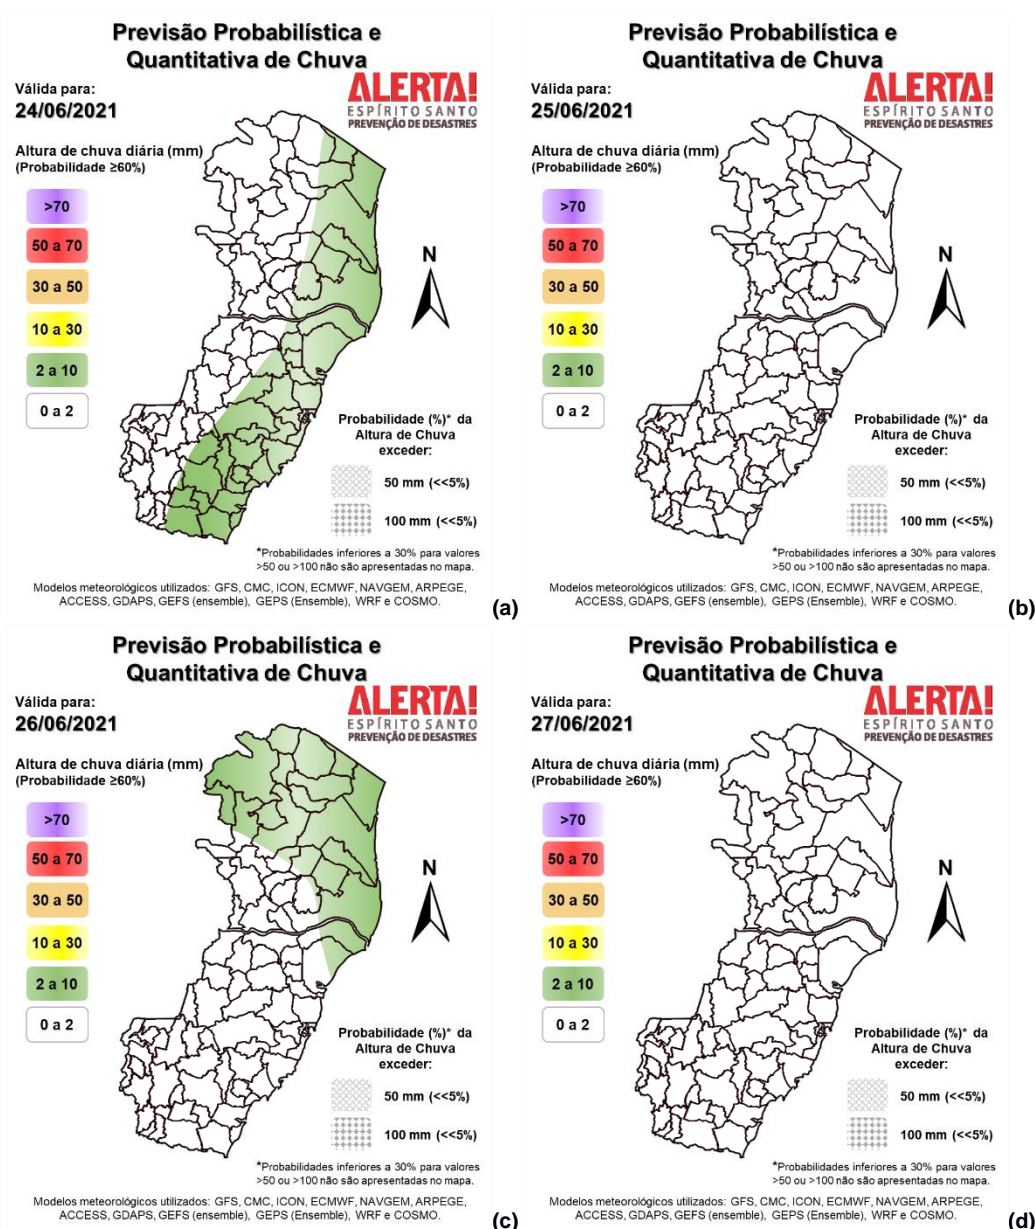 Previsão Probabilística e
Quantitativa de Chuva
Válida para:
24/06/2021
ALERTA!
ESPÍRITO SANTO
PREVENÇÃO DE DESASTRES
Altura de chuva diária (mm)
(Probabilidade ≥60%)
>70
50 a 70
30 a 50
10 a 30
2 a 10
0 a 2
N
Probabilidade (%)* da
Altura de Chuva
exceder:
50 mm (<<5%)
100 mm (<<5%)
*Probabilidades inferiores a 30% para valores
>50 ou >100 não são apresentadas no mapa.
Modelos meteorológicos utilizados: GFS, CMC, ICON, ECMWF, NAVGEM, ARPEGE,
ACCESS, GDAPS, GEFS (ensemble), GEPS (Ensemble), WRF e COSMO.
(a)
Previsão Probabilística e
Quantitativa de Chuva
Válida para:
25/06/2021
ALERTA!
ESPÍRITO SANTO
PREVENÇÃO DE DESASTRES
Altura de chuva diária (mm)
(Probabilidade ≥60%)
>70
50 a 70
30 a 50
10 a 30
2 a 10
0 a 2
N
Probabilidade (%)* da
Altura de Chuva
exceder:
50 mm (<<5%)
100 mm (<<5%)
*Probabilidades inferiores a 30% para valores
>50 ou >100 não são apresentadas no mapa.
Modelos meteorológicos utilizados: GFS, CMC, ICON, ECMWF, NAVGEM, ARPEGE,
ACCESS, GDAPS, GEFS (ensemble), GEPS (Ensemble), WRF e COSMO.
(b)
Previsão Probabilística e
Quantitativa de Chuva
Válida para:
26/06/2021
ALERTA!
ESPÍRITO SANTO
PREVENÇÃO DE DESASTRES
Altura de chuva diária (mm)
(Probabilidade ≥60%)
>70
50 a 70
30 a 50
10 a 30
2 a 10
0 a 2
N
Probabilidade (%)* da
Altura de Chuva
exceder:
50 mm (<<5%)
100 mm (<<5%)
*Probabilidades inferiores a 30% para valores
>50 ou >100 não são apresentadas no mapa.
Modelos meteorológicos utilizados: GFS, CMC, ICON, ECMWF, NAVGEM, ARPEGE,
ACCESS, GDAPS, GEFS (ensemble), GEPS (Ensemble), WRF e COSMO.
(c)
Previsão Probabilística e
Quantitativa de Chuva
Válida para:
27/06/2021
ALERTA!
ESPÍRITO SANTO
PREVENÇÃO DE DESASTRES
Altura de chuva diária (mm)
(Probabilidade ≥60%)
>70
50 a 70
30 a 50
10 a 30
2 a 10
0 a 2
N
Probabilidade (%)* da
Altura de Chuva
exceder:
50 mm (<<5%)
100 mm (<<5%)
*Probabilidades inferiores a 30% para valores
>50 ou >100 não são apresentadas no mapa.
Modelos meteorológicos utilizados: GFS, CMC, ICON, ECMWF, NAVGEM, ARPEGE,
ACCESS, GDAPS, GEFS (ensemble), GEPS (Ensemble), WRF e COSMO.
(d)